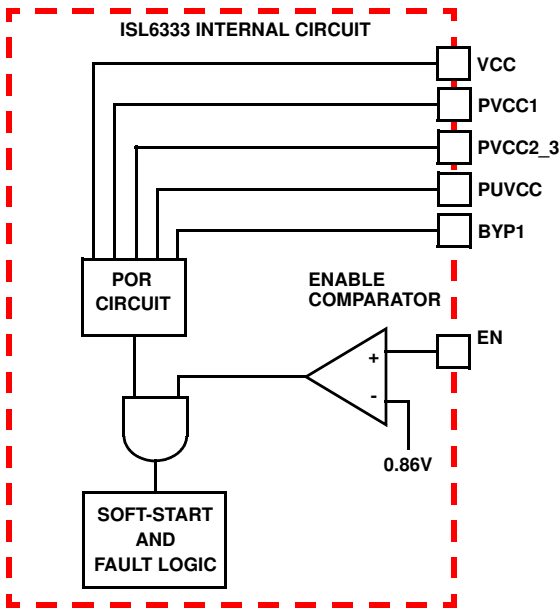 ISL6333 INTERNAL CIRCUIT
VCC
PVCC1
PVCC2_3
PUVCC
BYP1
POR
CIRCUIT
ENABLE
COMPARATOR
EN
+
-
0.86V
SOFT-START
AND
FAULT LOGIC